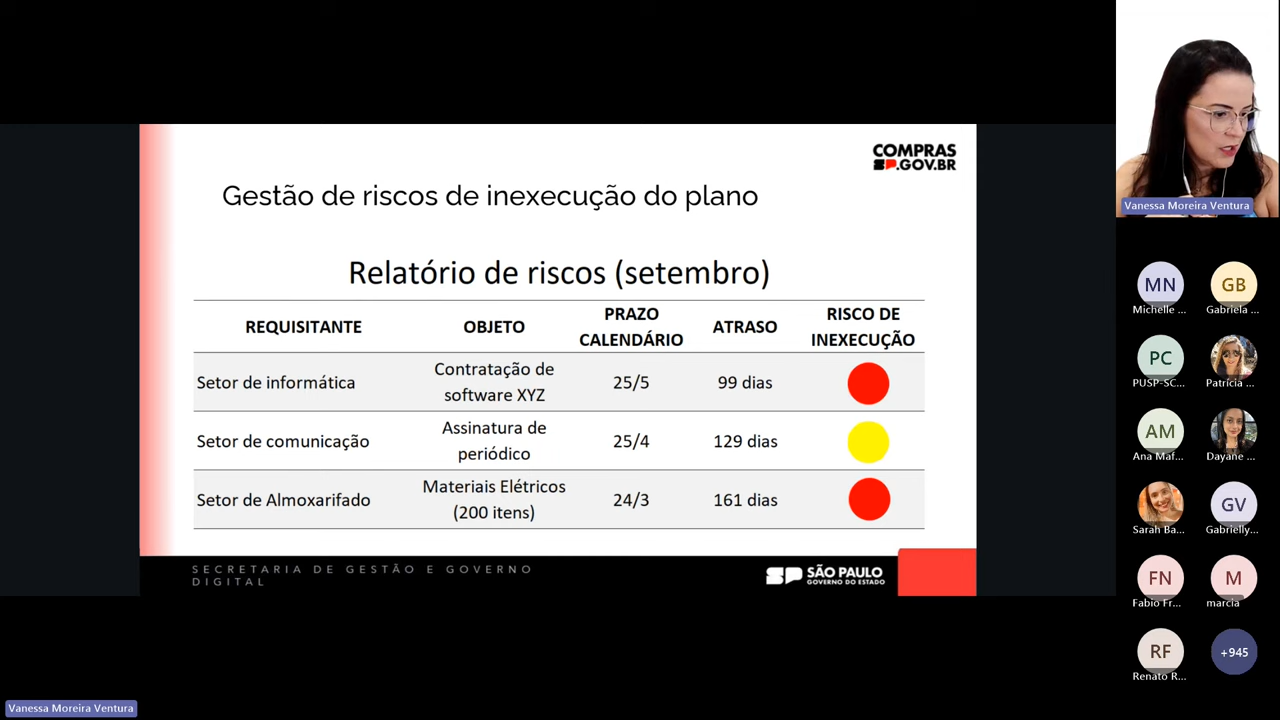 COMPRAS
SP.GOV.BR
Gestão de riscos de inexecução do plano
Relatório de riscos (setembro)
REQUISITANTE
OBJETO
PRAZO
CALENDÁRIO
ATRASO
RISCO DE
INEXECUÇÃO
Setor de informática
Contratação de
software XYZ
25/5
99 dias
Setor de comunicação
Assinatura de
periódico
25/4
129 dias
Setor de Almoxarifado
Materiais Elétricos
(200 itens)
24/3
161 dias
SECRETARIA DE GESTÃO E GOVERNO
DIGITAL
SP SÃO PAULO
GOVERNO DO ESTADO
Vanessa Moreira Ventura
MN
GB
Michelle ...
Gabriela ...
PC
PUSP-SC...
Patrícia ...
AM
Ana Maf...
Dayane ...
GV
Sarah Ba...
Gabrielly...
FN
M
Fabio Fr...
marcia
RF
+945
Renato R...
Vanessa Moreira Ventura